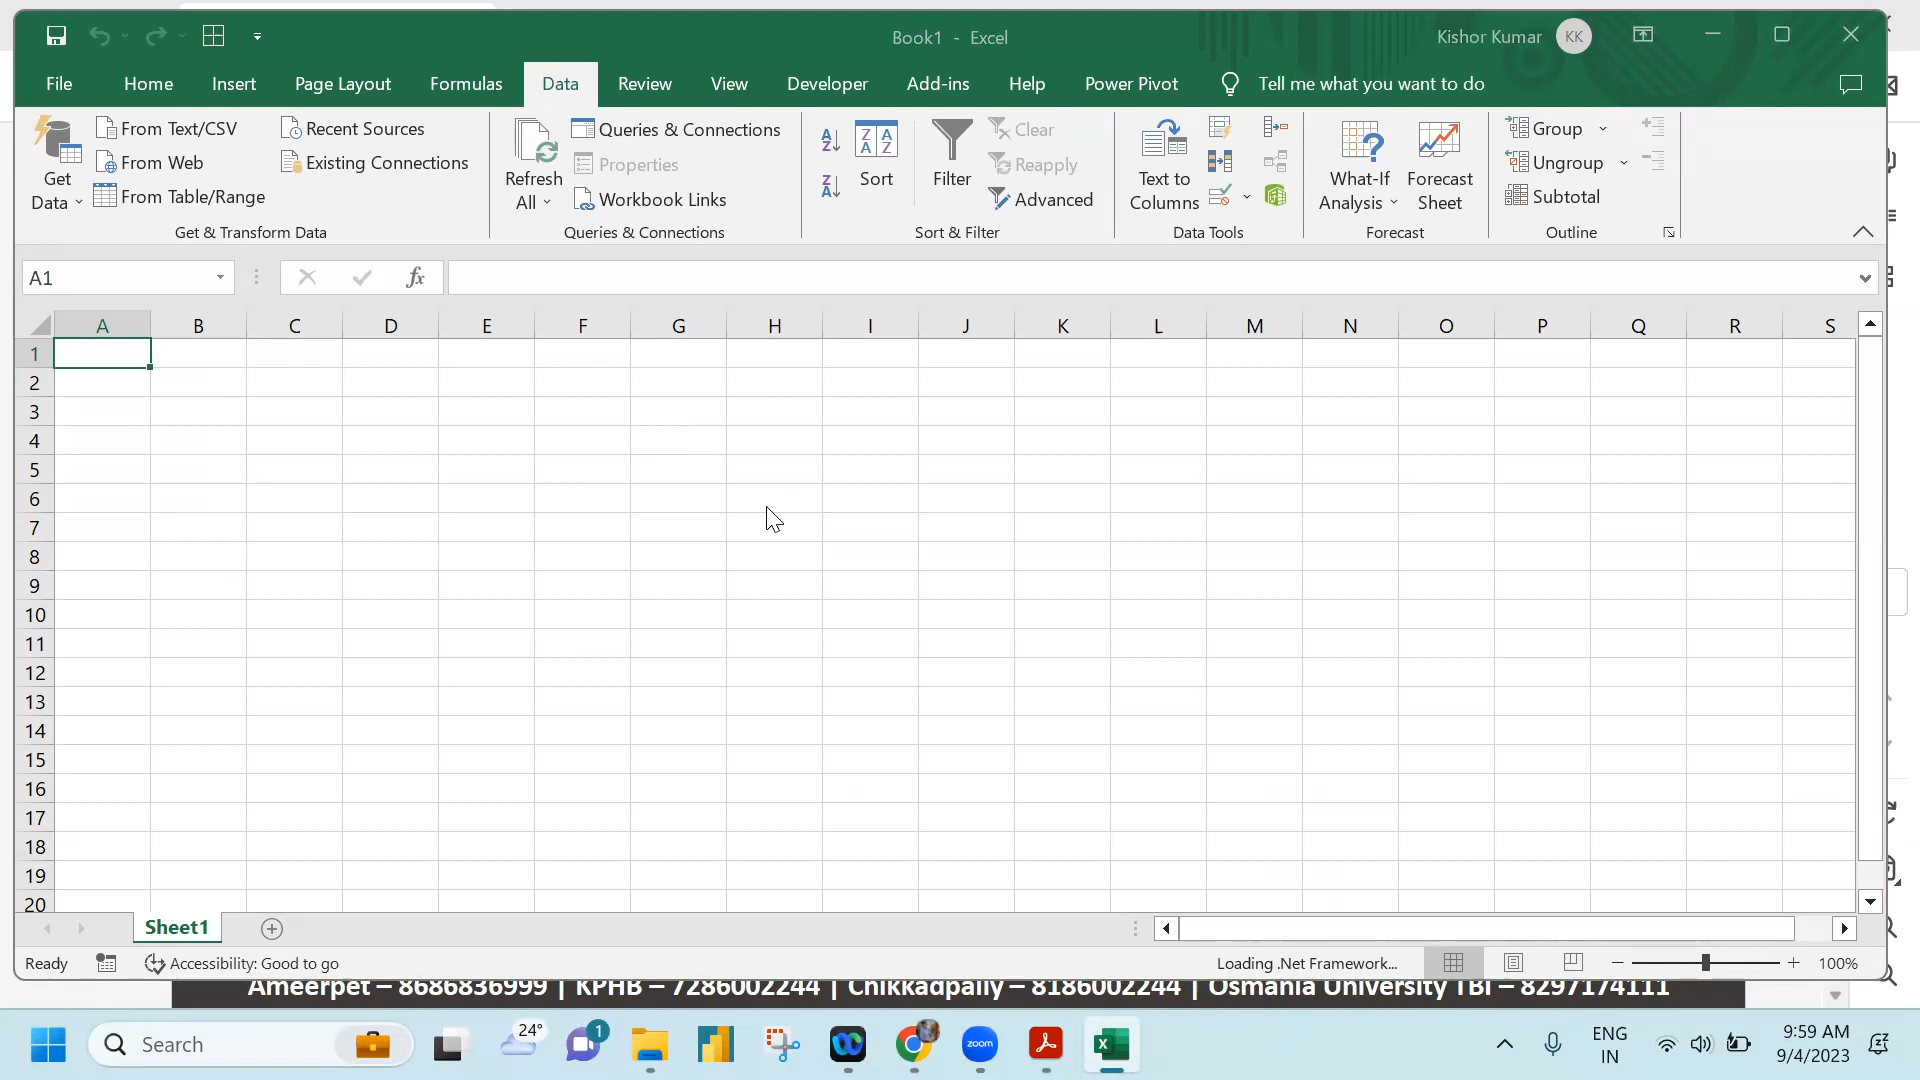 Book1 - Excel
Kishor Kumar KK
File Home Insert Page Layout Formulas Data Review View Developer Add-ins Help Power Pivot Tell me what you want to do
Get Data
From Text/CSV
From Web
From Table/Range
Recent Sources
Existing Connections
Get & Transform Data
Refresh All
Queries & Connections
Properties
Workbook Links
Queries & Connections
Sort
Filter
Clear
Reapply
Advanced
Sort & Filter
Text to Columns
Data Tools
What-If Analysis
Forecast Sheet
Forecast
Group
Ungroup
Subtotal
Outline
A1
fx
A B C D E F G H I J K L M N O P Q R S
1
2
3
4
5
6
7
8
9
10
11
12
13
14
15
16
17
18
19
20
Sheet1
Ready
Accessibility: Good to go
Loading .Net Framework...
100%
Ameerpet – 8686836999 | KPHB – 7286002244 | Chikkadpally – 8186002244 | Osmania University TBI – 8297174111
Search
24°
1
zoom
ENG
IN
9:59 AM
9/4/2023